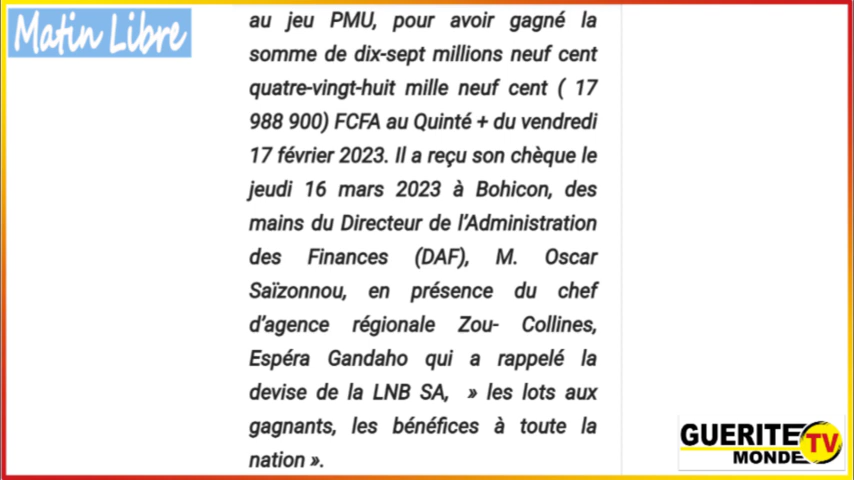 Matin Libre
au jeu PMU, pour avoir gagné la
somme de dix-sept millions neuf cent
quatre-vingt-huit mille neuf cent ( 17
988 900) FCFA au Quinté + du vendredi
17 février 2023. Il a reçu son chèque le
jeudi 16 mars 2023 à Bohicon, des
mains du Directeur de l'Administration
des Finances (DAF), M. Oscar
Saïzonnou, en présence du chef
d'agence régionale Zou- Collines,
Espéra Gandaho qui a rappelé la
devise de la LNB SA, » les lots aux
gagnants, les bénéfices à toute la
nation ».
GUERITE TV
MONDE